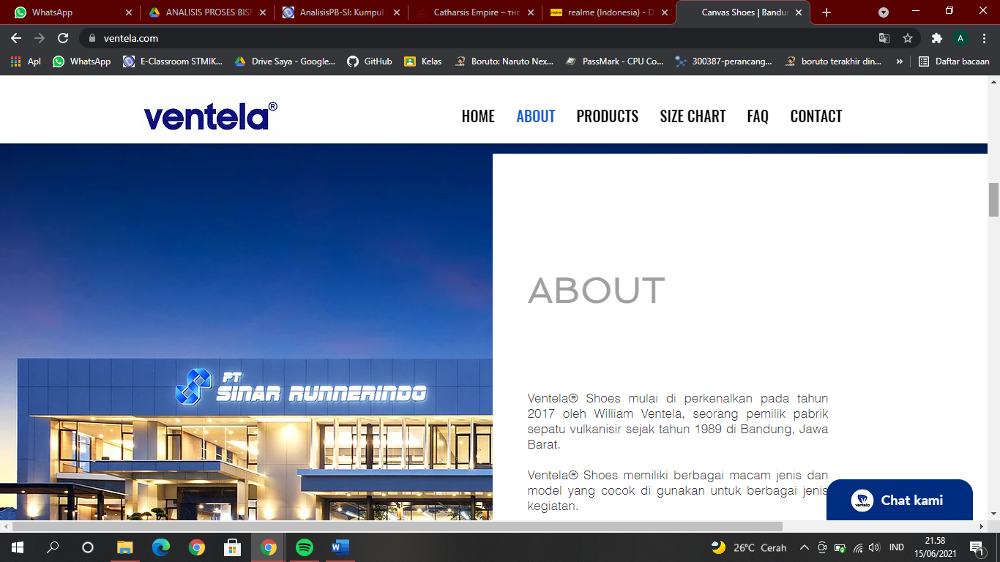 WhatsApp
ANALISIS PROSES BISN
AnalisisPB-SI: Kumpul
Catharsis Empire – THE
realme (Indonesia) - D
Canvas Shoes | Bandu
ventela.com
Apl
WhatsApp
E-Classroom STMIK...
Drive Saya - Google...
GitHub
Kelas
Boruto: Naruto Nex...
PassMark - CPU Co...
300387-perancang...
boruto terakhir din...
»
Daftar bacaan
ventela®
HOME
ABOUT
PRODUCTS
SIZE CHART
FAQ
CONTACT
PT
SINAR RUNNERINDO
ABOUT
Ventela® Shoes mulai di perkenalkan pada tahun
2017 oleh William Ventela, seorang pemilik pabrik
sepatu vulkanisir sejak tahun 1989 di Bandung, Jawa
Barat.
Ventela® Shoes memiliki berbagai macam jenis dan
model yang cocok di gunakan untuk berbagai jenis
kegiatan.
ventela
Chat kami
26°C Cerah
IND
21.58
15/06/2021
1